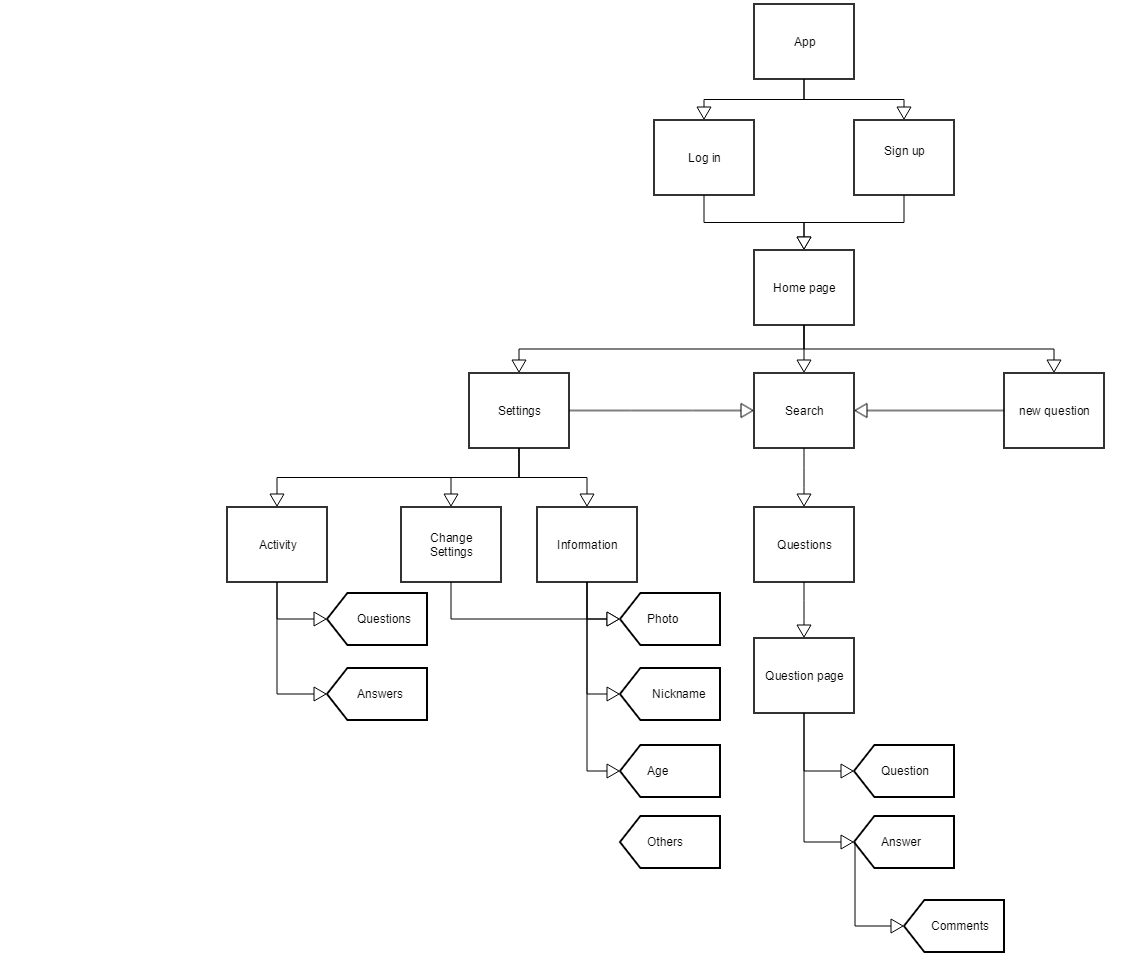 App
Log in
Sign up
Home page
Settings
Search
new question
Activity
Change
Settings
Information
Questions
Questions
Photo
Answers
Nickname
Question page
Age
Question
Others
Answer
Comments